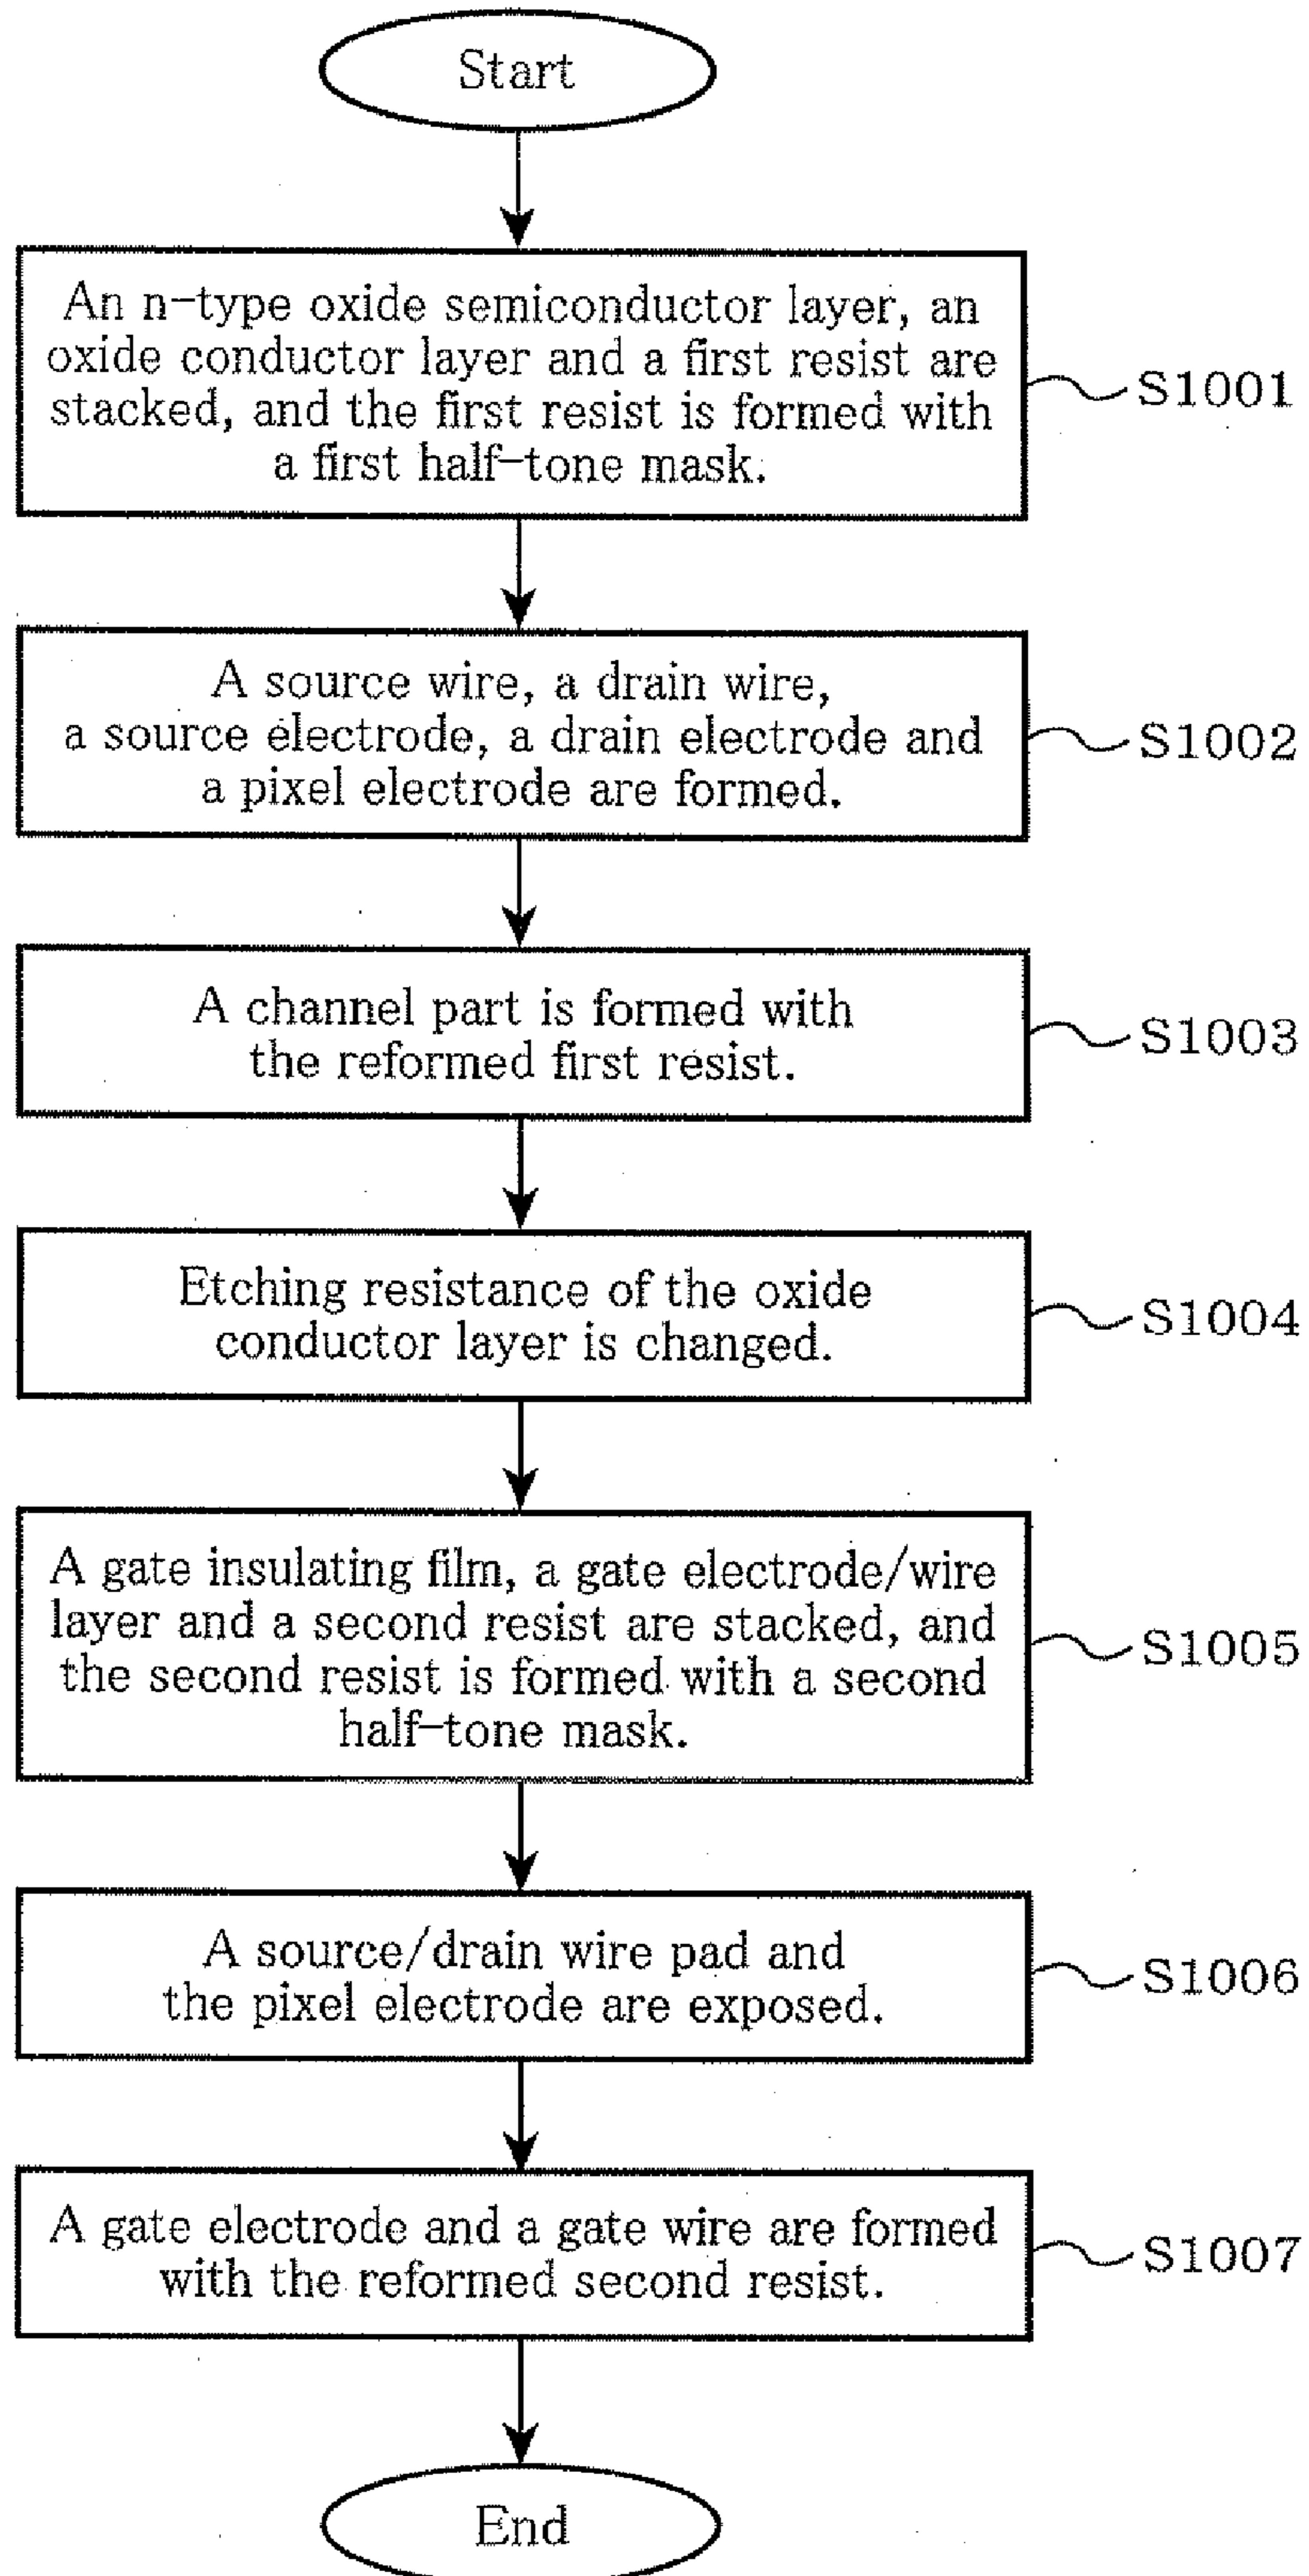 Start
An n-type oxide semiconductor layer, an
oxide conductor layer and a first resist are
stacked, and the first resist is formed with
a first half-tone mask.
S1001
A source wire, a drain wire,
a source electrode, a drain electrode and
a pixel electrode are formed.
S1002
A channel part is formed with
the reformed first resist.
S1003
Etching resistance of the oxide
conductor layer is changed.
S1004
A gate insulating film, a gate electrode/wire
layer and a second resist are stacked, and
the second resist is formed with a second
half-tone mask.
S1005
A source/drain wire pad and
the pixel electrode are exposed.
S1006
A gate electrode and a gate wire are formed
with the reformed second resist.
S1007
End